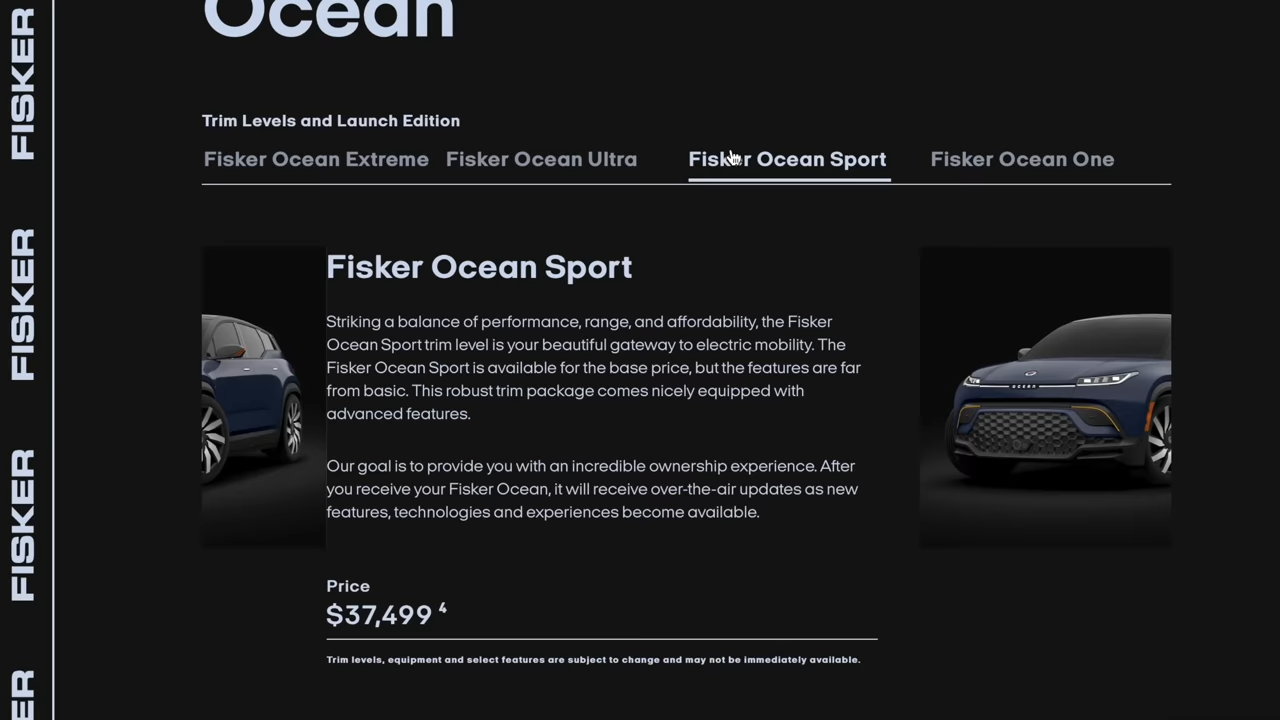 Ocean
FISKER
FISKER
FISKER
Trim Levels and Launch Edition
Fisker Ocean Extreme
Fisker Ocean Ultra
Fisker Ocean Sport
Fisker Ocean One
Fisker Ocean Sport
Striking a balance of performance, range, and affordability, the Fisker
Ocean Sport trim level is your beautiful gateway to electric mobility. The
Fisker Ocean Sport is available for the base price, but the features are far
from basic. This robust trim package comes nicely equipped with
advanced features.
Our goal is to provide you with an incredible ownership experience. After
you receive your Fisker Ocean, it will receive over-the-air updates as new
features, technologies and experiences become available.
OCEAN
Price
$37,499 4
Trim levels, equipment and select features are subject to change and may not be immediately available.
ER